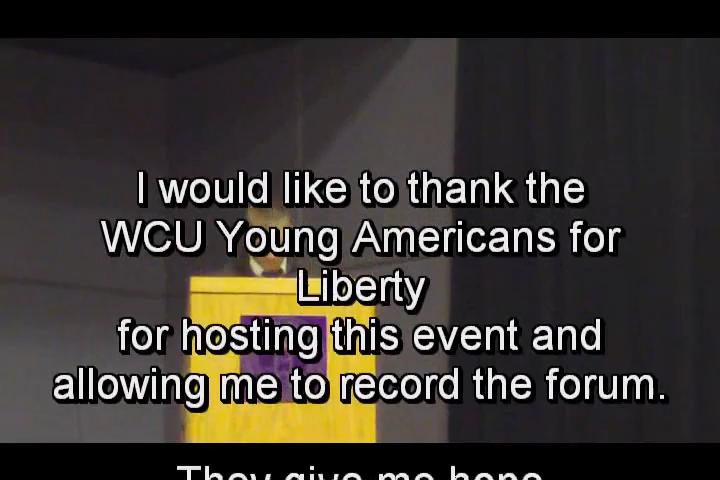 I would like to thank the
WCU Young Americans for
Liberty
for hosting this event and
allowing me to record the forum.
They give me hope